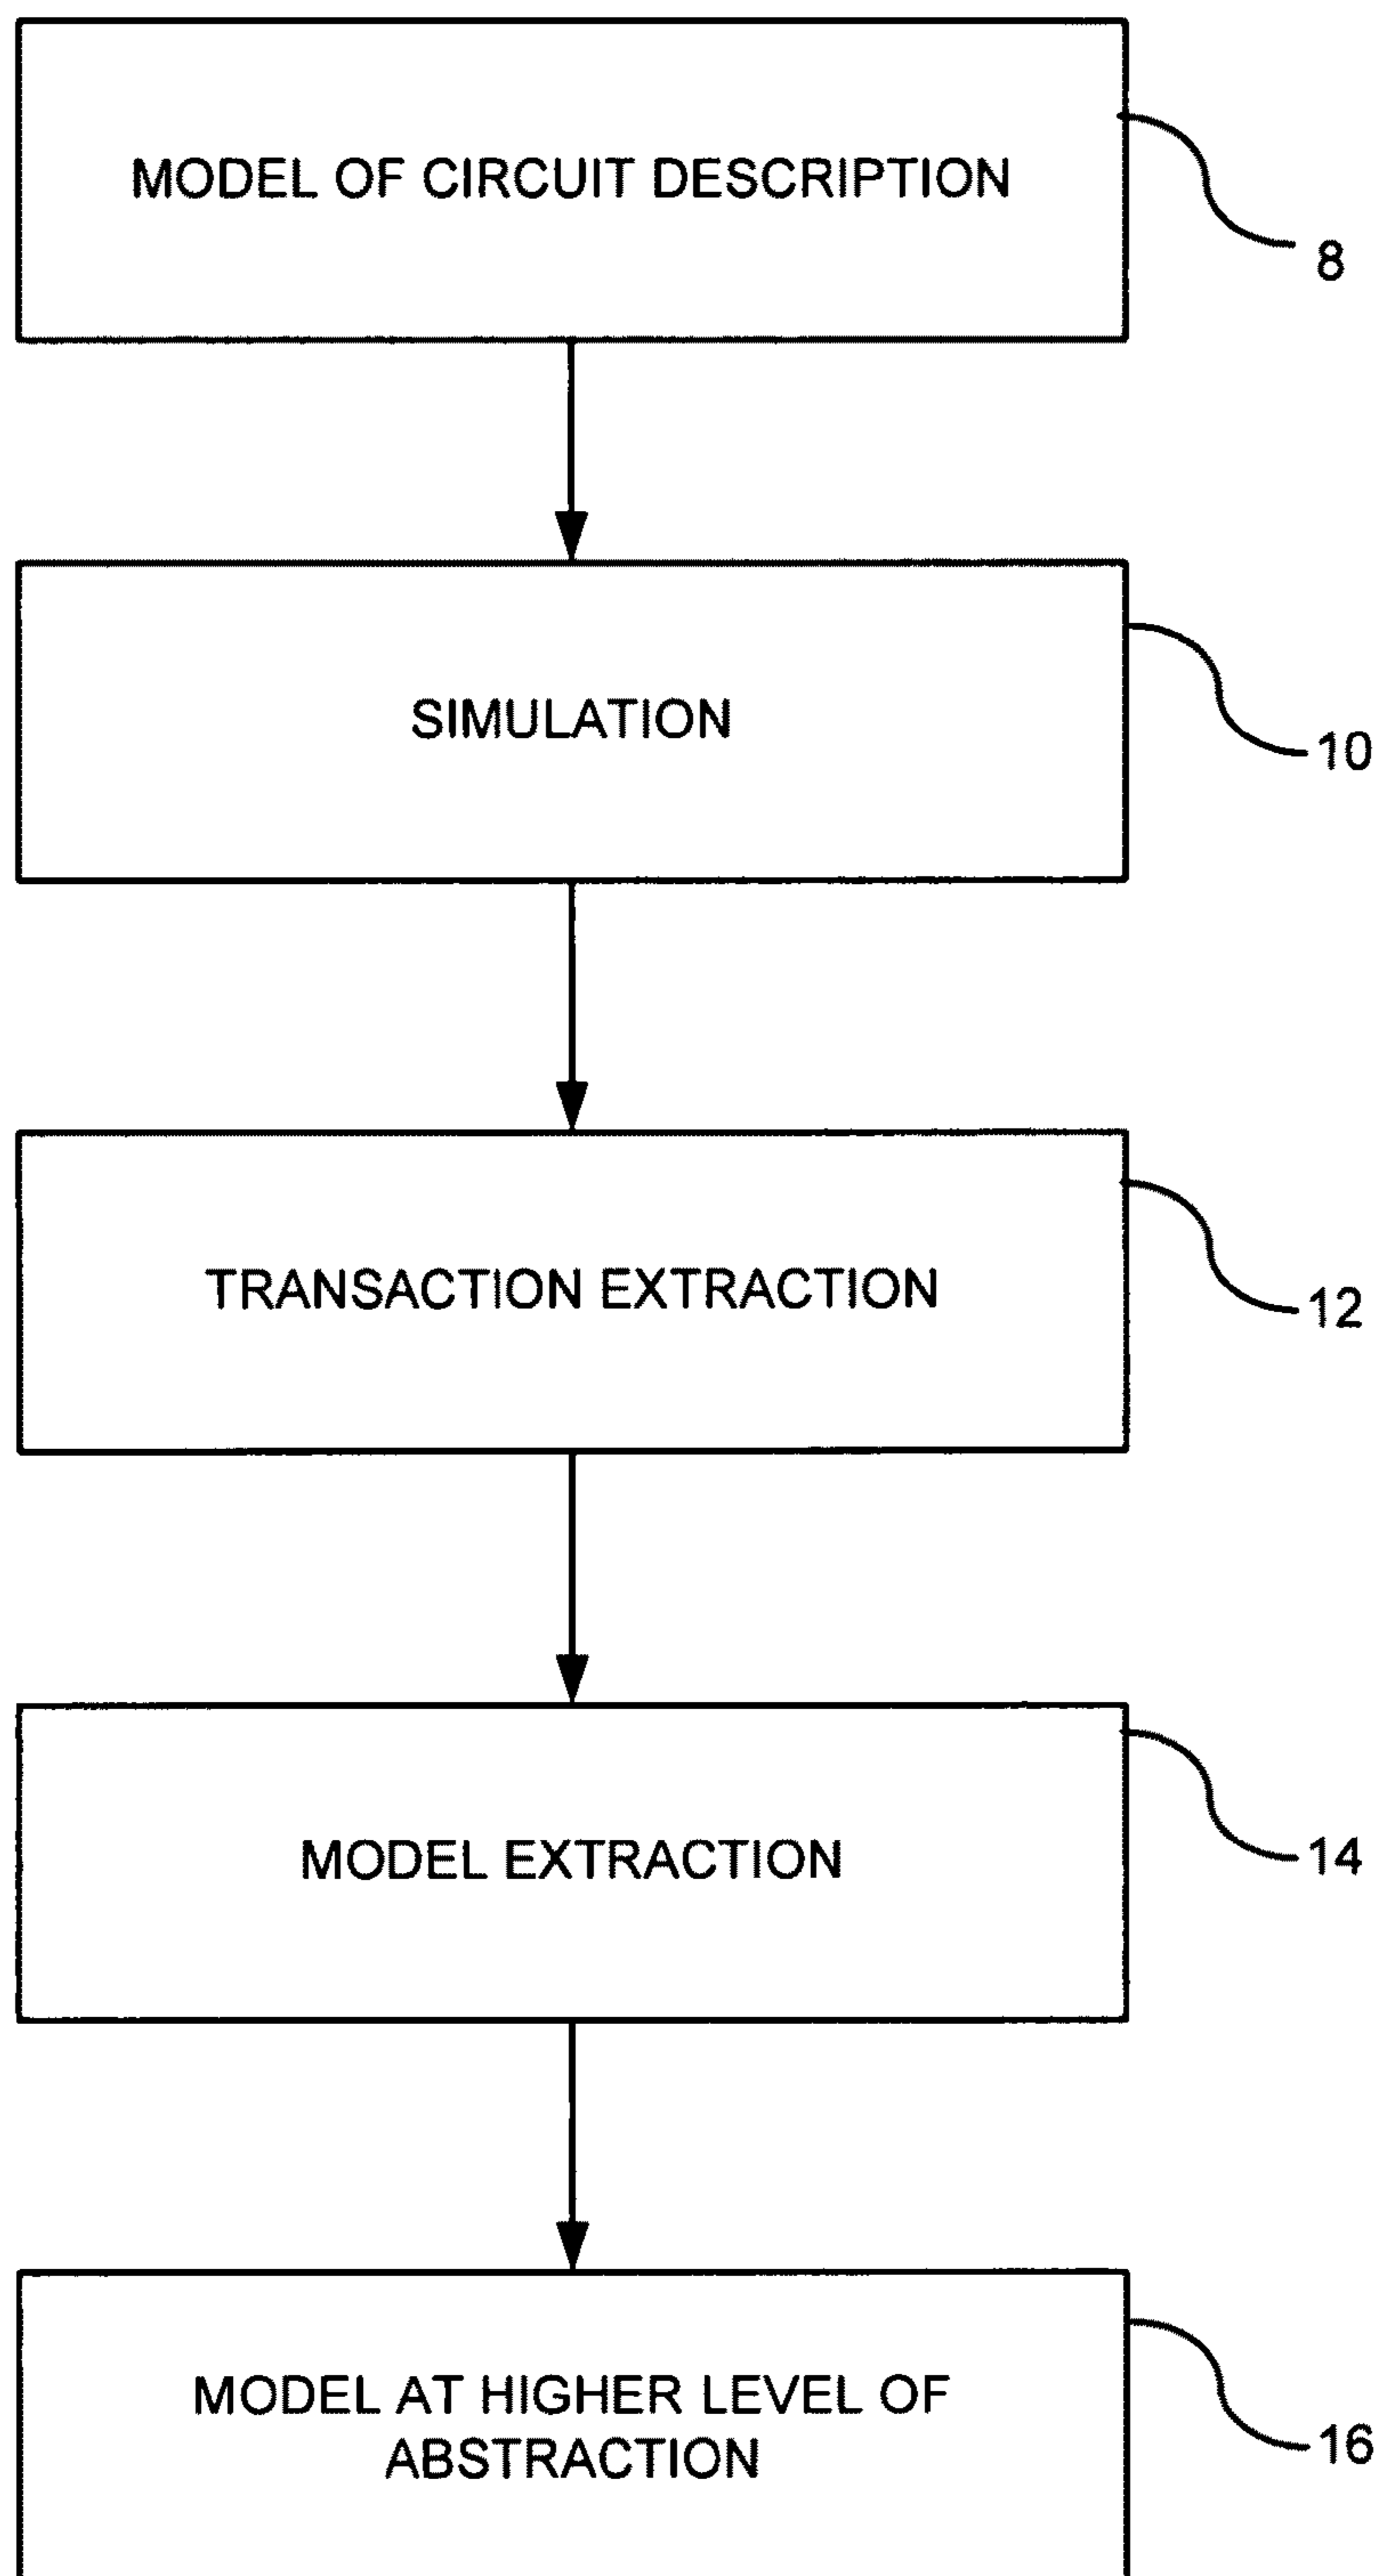 MODEL OF CIRCUIT DESCRIPTION
8
SIMULATION
10
TRANSACTION EXTRACTION
12
MODEL EXTRACTION
14
MODEL AT HIGHER LEVEL OF
ABSTRACTION
16